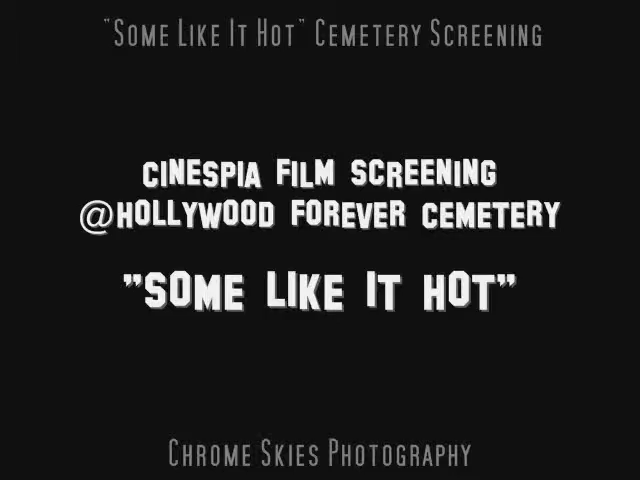 "Some Like It Hot" Cemetery Screening
CINESPIA FILM SCREENING
@HOLLYWOOD FOREVER CEMETERY
"SOME LIKE IT HOT"
Chrome Skies Photography